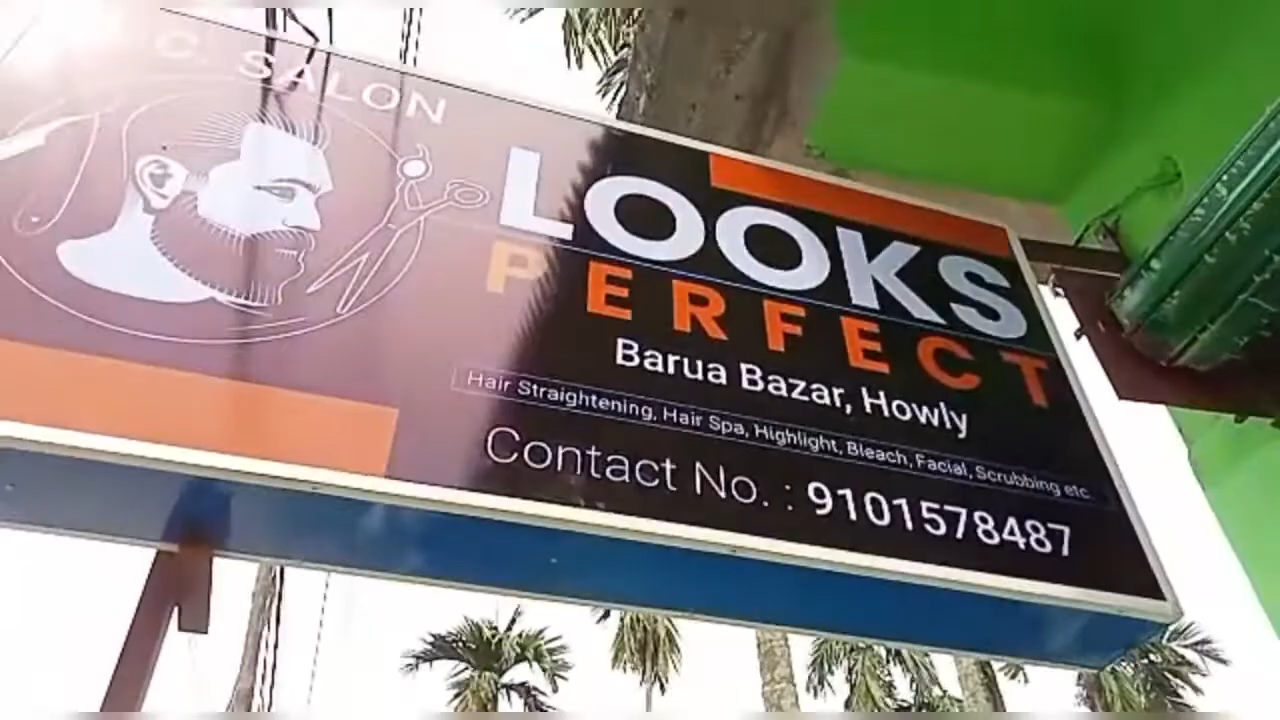 C. SALON
LOOKS
PERFECT
Barua Bazar, Howly
Hair Straightening, Hair Spa, Highlight, Bleach, Facial, Scrubbing etc.
Contact No. : 9101578487